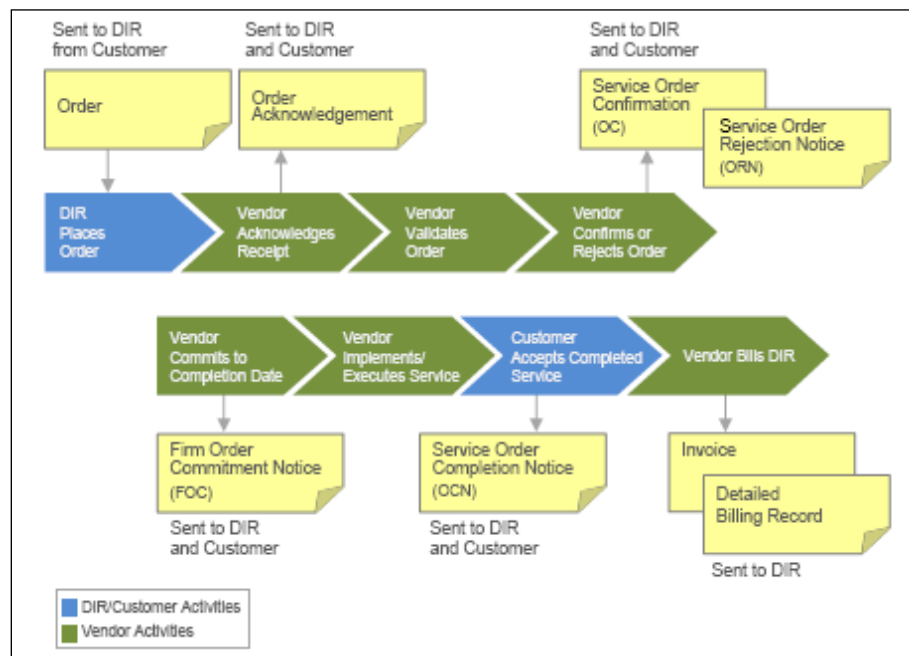 Sent to DIR
from Customer
Sent to DIR
and Customer
Sent to DIR
and Customer
Order
Order
Acknowledgement
Service Order
Confirmation
(OC)
Service Order
Rejection Notice
(ORN)
DIR
Places
Order
Vendor
Acknowledges
Receipt
Vendor
Validates
Order
Vendor
Confirms or
Rejects Order
Vendor
Commits to
Completion Date
Vendor
Implements/
Executes Service
Customer
Accepts Completed
Service
Vendor Bills DIR
Firm Order
Commitment Notice
(FOC)
Sent to DIR
and Customer
Service Order
Completion Notice
(OCN)
Sent to DIR
and Customer
Invoice
Detailed
Billing Record
Sent to DIR
DIR/Customer Activities
Vendor Activities